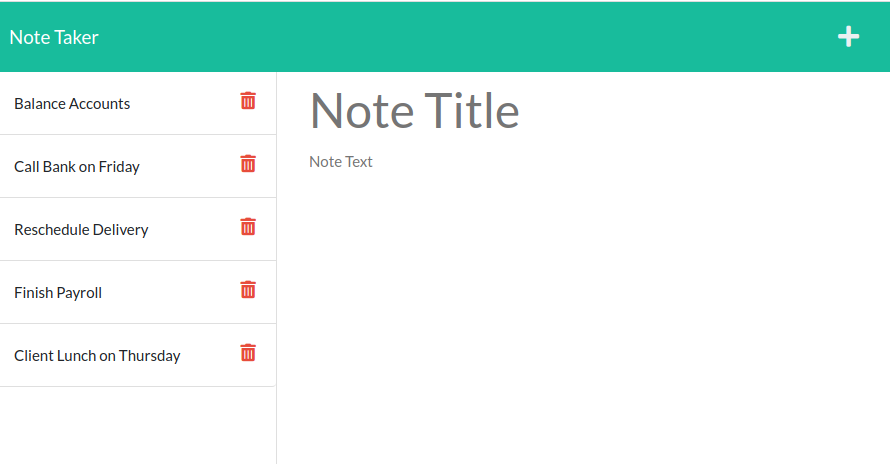 Note Taker
Balance Accounts
Call Bank on Friday
Reschedule Delivery
Finish Payroll
Client Lunch on Thursday
Note Title
Note Text